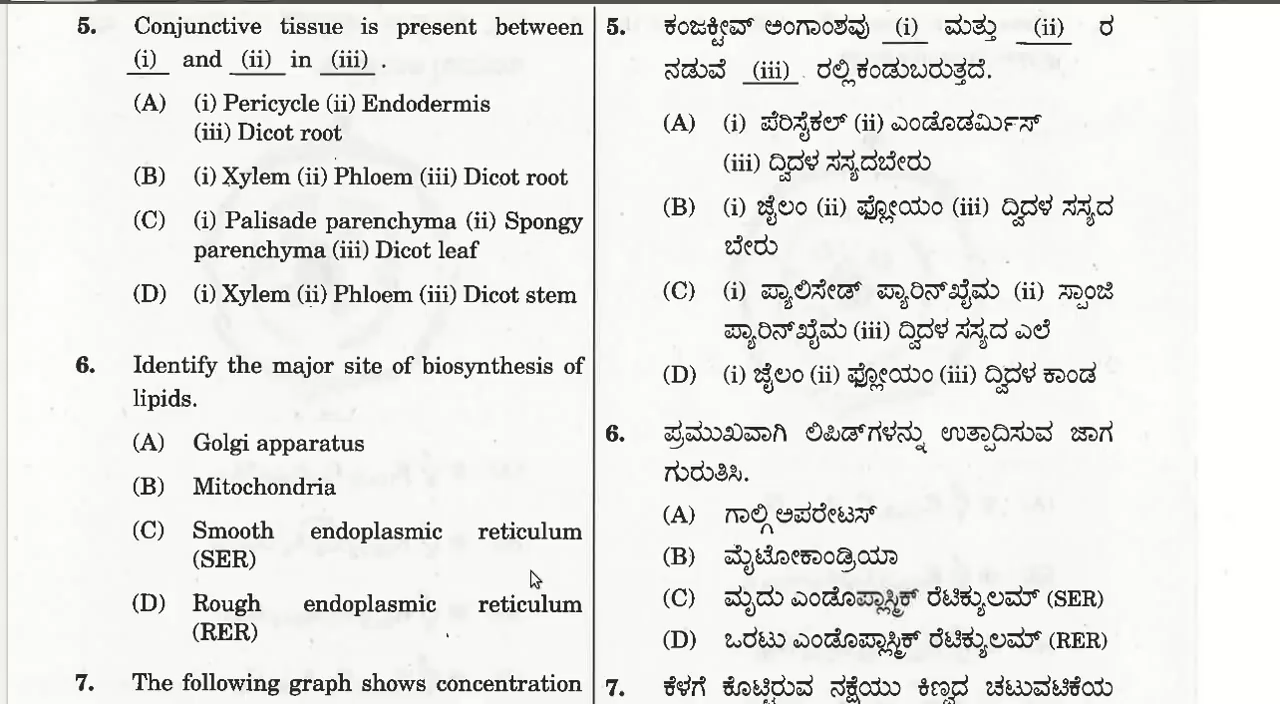 5. Conjunctive tissue is present between
(i) and (ii) in (iii) .
(A) (i) Pericycle (ii) Endodermis
(iii) Dicot root
(B) (i) Xylem (ii) Phloem (iii) Dicot root
(C) (i) Palisade parenchyma (ii) Spongy
parenchyma (iii) Dicot leaf
(D) (i) Xylem (ii) Phloem (iii) Dicot stem
6. Identify the major site of biosynthesis of
lipids.
(A) Golgi apparatus
(B) Mitochondria
(C) Smooth endoplasmic reticulum
(SER)
(D) Rough endoplasmic reticulum
(RER)
7. The following graph shows concentration
5. ಕಂಜಕ್ಟೀವ್ ಅಂಗಾಂಶವು (i) ಮತ್ತು (ii) ರ
ನಡುವೆ (iii) ರಲ್ಲಿ ಕಂಡುಬರುತ್ತದೆ.
(A) (i) ಪೆರಿಸೈಕಲ್ (ii) ಎಂಡೊಡರ್ಮಿಸ್
(iii) ದ್ವಿದಳ ಸಸ್ಯದಬೇರು
(B) (i) ಜೈಲಂ (ii) ಫ್ಲೋಯಂ (iii) ದ್ವಿದಳ ಸಸ್ಯದ
ಬೇರು
(C) (i) ಪ್ಯಾಲಿಸೇಡ್ ಪ್ಯಾರಿನ್‌ಖೈಮ (ii) ಸ್ಪಾಂಜಿ
ಪ್ಯಾರಿನ್‌ಖೈಮ (iii) ದ್ವಿದಳ ಸಸ್ಯದ ಎಲೆ
(D) (i) ಜೈಲಂ (ii) ಫ್ಲೋಯಂ (iii) ದ್ವಿದಳ ಕಾಂಡ
6. ಪ್ರಮುಖವಾಗಿ ಲಿಪಿಡ್‌ಗಳನ್ನು ಉತ್ಪಾದಿಸುವ ಜಾಗ
ಗುರುತಿಸಿ.
(A) ಗಾಲ್ಗಿ ಅಪರೇಟಸ್
(B) ಮೈಟೋಕಾಂಡ್ರಿಯಾ
(C) ಮೃದು ಎಂಡೊಪ್ಲಾಸ್ಮಿಕ್ ರೆಟಿಕ್ಯುಲಮ್ (SER)
(D) ಒರಟು ಎಂಡೊಪ್ಲಾಸ್ಮಿಕ್ ರೆಟಿಕ್ಯುಲಮ್ (RER)
7. ಕೆಳಗೆ ಕೊಟ್ಟಿರುವ ನಕ್ಷೆಯು ಕಿಣ್ವದ ಚಟುವಟಿಕೆಯ